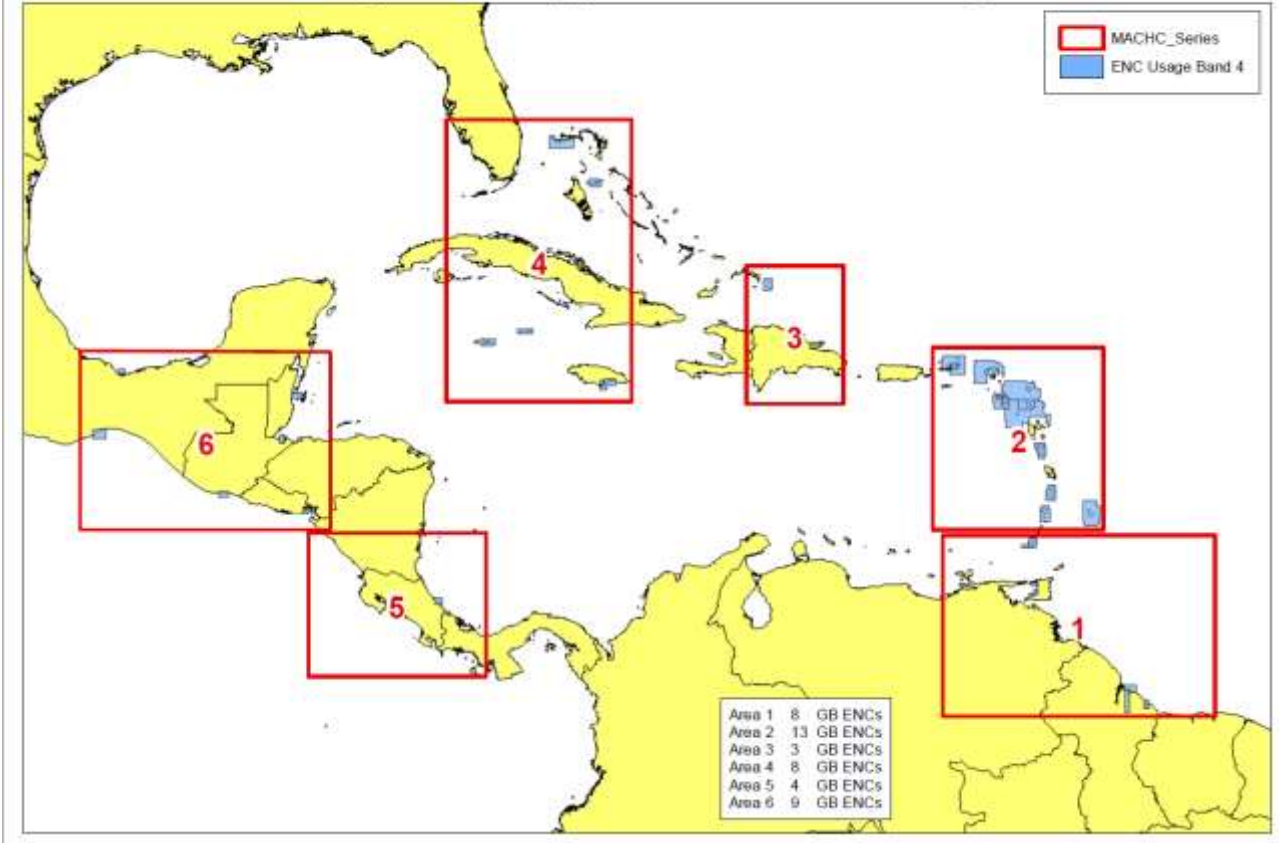 MACHC_Series
ENC Usage Band 4
4
3
6
2
5
1
Area 1 8 GB ENCs
Area 2 13 GB ENCs
Area 3 3 GB ENCs
Area 4 8 GB ENCs
Area 5 4 GB ENCs
Area 6 9 GB ENCs